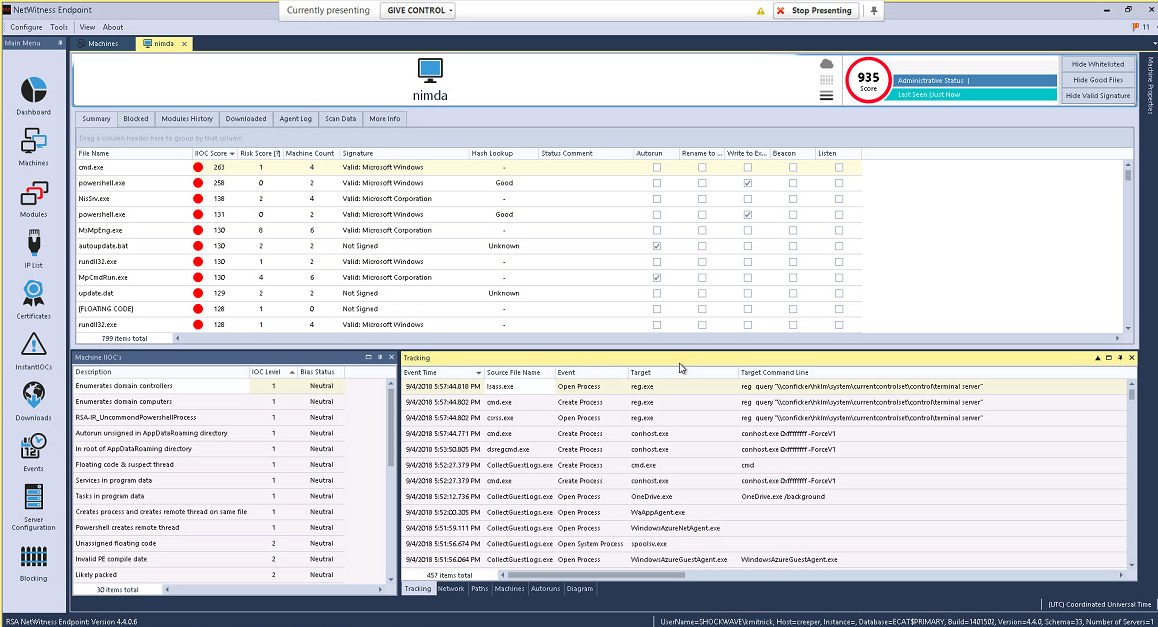 NetWitness Endpoint
Currently presenting GIVE CONTROL Stop Presenting
Configure Tools View About 11
Main Menu Machines nimda
Machine Properties
Dashboard
Machines
Modules
IP List
Certificates
InstantIOCs
Downloads
Events
Server Configuration
Blocking
nimda
935
Score
Administrative Status |
Last Seen |Just Now
Hide Whitelisted
Hide Good Files
Hide Valid Signature
Summary Blocked Modules History Downloaded Agent Log Scan Data More Info
Drag a column header here to group by that column
File Name IIOC Score Risk Score [?] Machine Count Signature Hash Lookup Status Comment Autorun Rename to ... Write to Ex... Beacon Listen
cmd.exe 263 1 4 Valid: Microsoft Windows -
powershell.exe 258 0 2 Valid: Microsoft Windows Good
NisSrv.exe 138 2 4 Valid: Microsoft Corporation -
powershell.exe 131 0 2 Valid: Microsoft Windows Good
MsMpEng.exe 130 8 6 Valid: Microsoft Corporation -
autoupdate.bat 130 2 2 Not Signed Unknown
rundll32.exe 130 1 2 Valid: Microsoft Windows -
MpCmdRun.exe 130 4 6 Valid: Microsoft Corporation -
update.dat 129 2 2 Not Signed Unknown
[FLOATING CODE] 128 1 0 Not Signed -
rundll32.exe 128 1 4 Valid: Microsoft Windows -
799 items total
Machine IIOC's
Description IOC Level Bias Status
Enumerates domain controllers 1 Neutral
Enumerates domain computers 1 Neutral
RSA-IR_UncommondPowershellProcess 1 Neutral
Autorun unsigned in AppDataRoaming directory 1 Neutral
In root of AppDataRoaming directory 1 Neutral
Floating code & suspect thread 1 Neutral
Services in program data 1 Neutral
Tasks in program data 1 Neutral
Creates process and creates remote thread on same file 1 Neutral
Powershell creates remote thread 1 Neutral
Unassigned floating code 2 Neutral
Invalid PE compile date 2 Neutral
Likely packed 2 Neutral
30 items total
Tracking
Event Time Source File Name Event Target Target Command Line
9/4/2018 5:57:44.818 PM lsass.exe Open Process reg.exe reg query "\\conficker\hklm\system\currentcontrolset\control\terminal server"
9/4/2018 5:57:44.802 PM cmd.exe Create Process reg.exe reg query "\\conficker\hklm\system\currentcontrolset\control\terminal server"
9/4/2018 5:57:44.802 PM csrss.exe Open Process reg.exe reg query "\\conficker\hklm\system\currentcontrolset\control\terminal server"
9/4/2018 5:57:44.771 PM cmd.exe Create Process conhost.exe conhost.exe 0xffffffff -ForceV1
9/4/2018 5:53:50.805 PM dsregcmd.exe Create Process conhost.exe conhost.exe 0xffffffff -ForceV1
9/4/2018 5:52:27.379 PM CollectGuestLogs.exe Create Process cmd.exe cmd
9/4/2018 5:52:27.379 PM cmd.exe Create Process conhost.exe conhost.exe 0xffffffff -ForceV1
9/4/2018 5:52:12.736 PM CollectGuestLogs.exe Open Process OneDrive.exe OneDrive.exe /background
9/4/2018 5:52:00.205 PM CollectGuestLogs.exe Open Process WaAppAgent.exe
9/4/2018 5:51:59.111 PM CollectGuestLogs.exe Open Process WindowsAzureNetAgent.exe
9/4/2018 5:51:56.674 PM CollectGuestLogs.exe Open System Process spoolsv.exe
9/4/2018 5:51:56.064 PM CollectGuestLogs.exe Open Process WindowsAzureGuestAgent.exe WindowsAzureGuestAgent.exe
457 items total
Tracking Network Paths Machines Autoruns Diagram
(UTC) Coordinated Universal Time
RSA NetWitness Endpoint: Version 4.4.0.6 UserName=SHOCKWAVE\kmitnick, Host=creeper, Instance=, Database=ECAT$PRIMARY, Build=1401502, Version=4.4.0, Schema=33, Number of Servers=1